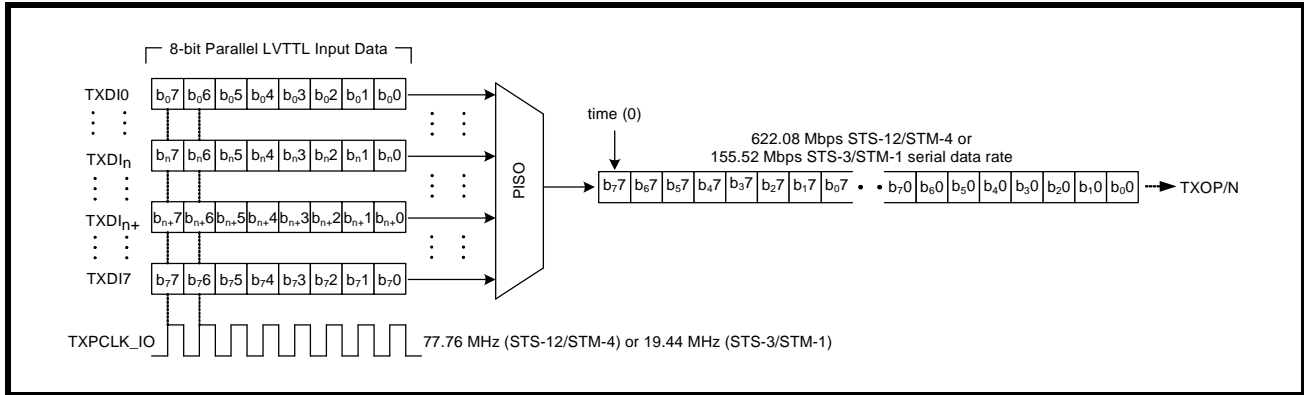 8-bit Parallel LVTTL Input Data
TXDI0 b₀7 b₀6 b₀5 b₀4 b₀3 b₀2 b₀1 b₀0
time (0)
622.08 Mbps STS-12/STM-4 or
155.52 Mbps STS-3/STM-1 serial data rate
TXDIₙ bₙ7 bₙ6 bₙ5 bₙ4 bₙ3 bₙ2 bₙ1 bₙ0
PISO
b₇7 b₆7 b₅7 b₄7 b₃7 b₂7 b₁7 b₀7 b₇0 b₆0 b₅0 b₄0 b₃0 b₂0 b₁0 b₀0 TXOP/N
TXDIₙ₊ bₙ₊7 bₙ₊6 bₙ₊5 bₙ₊4 bₙ₊3 bₙ₊2 bₙ₊1 bₙ₊0
TXDI7 b₇7 b₇6 b₇5 b₇4 b₇3 b₇2 b₇1 b₇0
TXPCLK_IO 77.76 MHz (STS-12/STM-4) or 19.44 MHz (STS-3/STM-1)